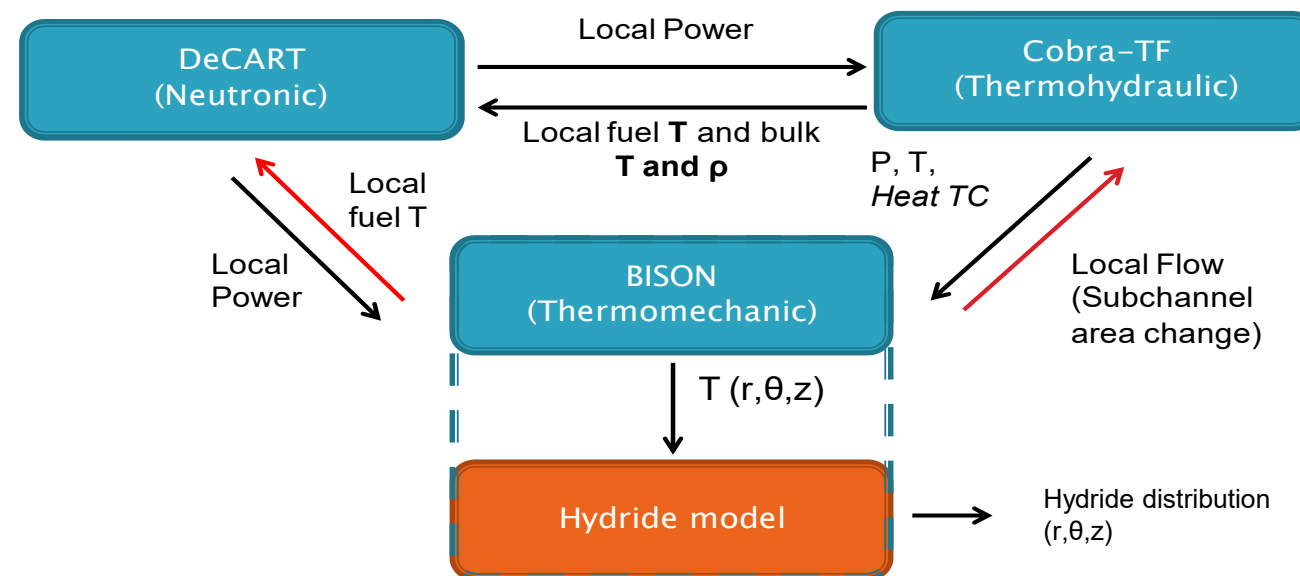 Local Power
DeCART
(Neutronic)
Cobra-TF
(Thermohydraulic)
Local fuel T and bulk
T and ρ
Local
fuel T
P, T,
Heat TC
Local
Power
BISON
(Thermomechanic)
Local Flow
(Subchannel
area change)
T (r,θ,z)
Hydride model
Hydride distribution
(r,θ,z)